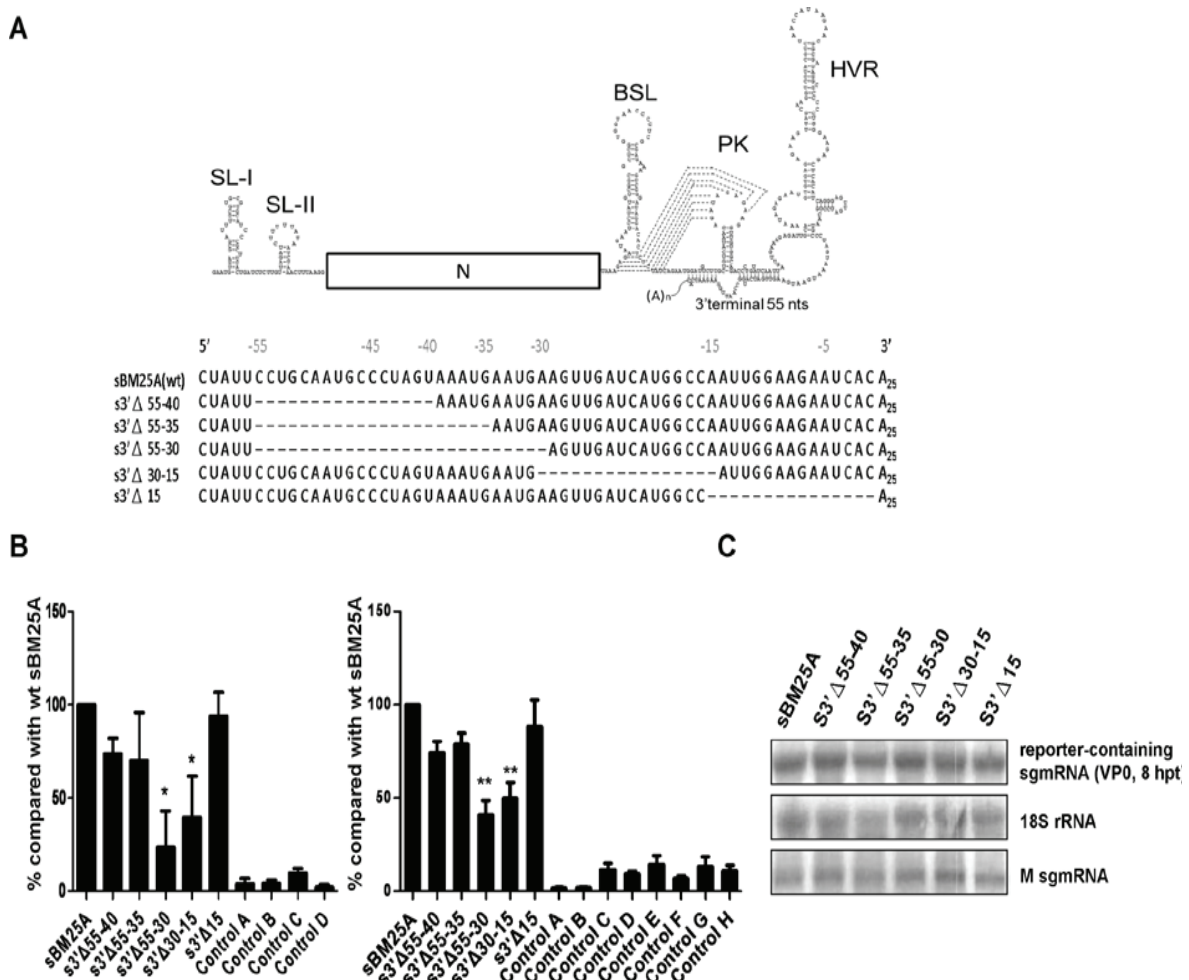 A
SL-I
SL-II
N
BSL
PK
HVR
(A)n
3'terminal 55 nts
5' -55 -45 -40 -35 -30 -15 -5 3'
sBM25A(wt) CUAUUCCUGCAAUGCCCUAGUAAAUGAAUGAAGUUGAUCAUGGCCAAUUGGAAGAAUCACA25
s3'Δ 55-40 CUAUU----------------AAAUGAAUGAAGUUGAUCAUGGCCAAUUGGAAGAAUCACA25
s3'Δ 55-35 CUAUU---------------------AAUGAAGUUGAUCAUGGCCAAUUGGAAGAAUCACA25
s3'Δ 55-30 CUAUU--------------------------AGUUGAUCAUGGCCAAUUGGAAGAAUCACA25
s3'Δ 30-15 CUAUUCCUGCAAUGCCCUAGUAAAUGAAUG----------------AUUGGAAGAAUCACA25
s3'Δ 15 CUAUUCCUGCAAUGCCCUAGUAAAUGAAUGAAGUUGAUCAUGGCC---------------A25
B
% compared with wt sBM25A
150
100
50
0
*
*
sBM25A
s3'Δ55-40
s3'Δ55-35
s3'Δ55-30
s3'Δ30-15
s3'Δ15
Control A
Control B
Control C
Control D
% compared with wt sBM25A
150
100
50
0
**
**
sBM25A
s3'Δ55-40
s3'Δ55-35
s3'Δ55-30
s3'Δ30-15
s3'Δ15
Control A
Control B
Control C
Control D
Control E
Control F
Control G
Control H
C
sBM25A
S3'Δ55-40
S3'Δ55-35
S3'Δ55-30
S3'Δ30-15
S3'Δ15
reporter-containing
sgmRNA (VP0, 8 hpt)
18S rRNA
M sgmRNA